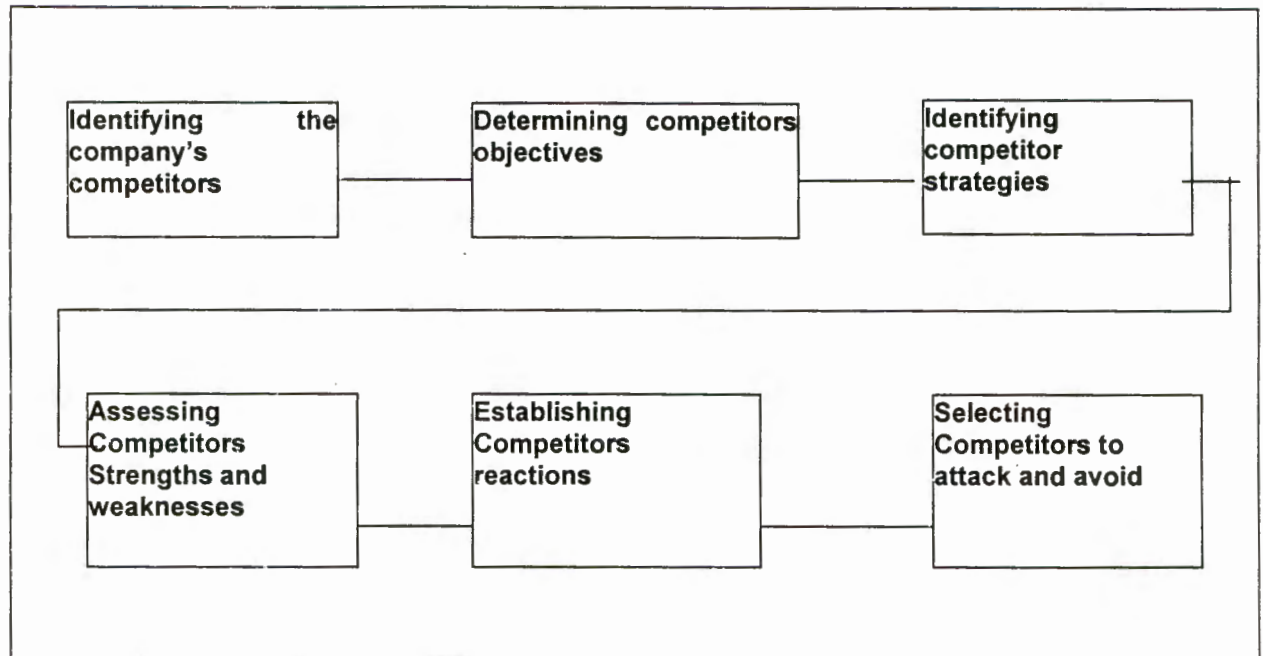 Identifying the
company's
competitors
Determining competitors
objectives
Identifying
competitor
strategies
Assessing
Competitors
Strengths and
weaknesses
Establishing
Competitors
reactions
Selecting
Competitors to
attack and avoid